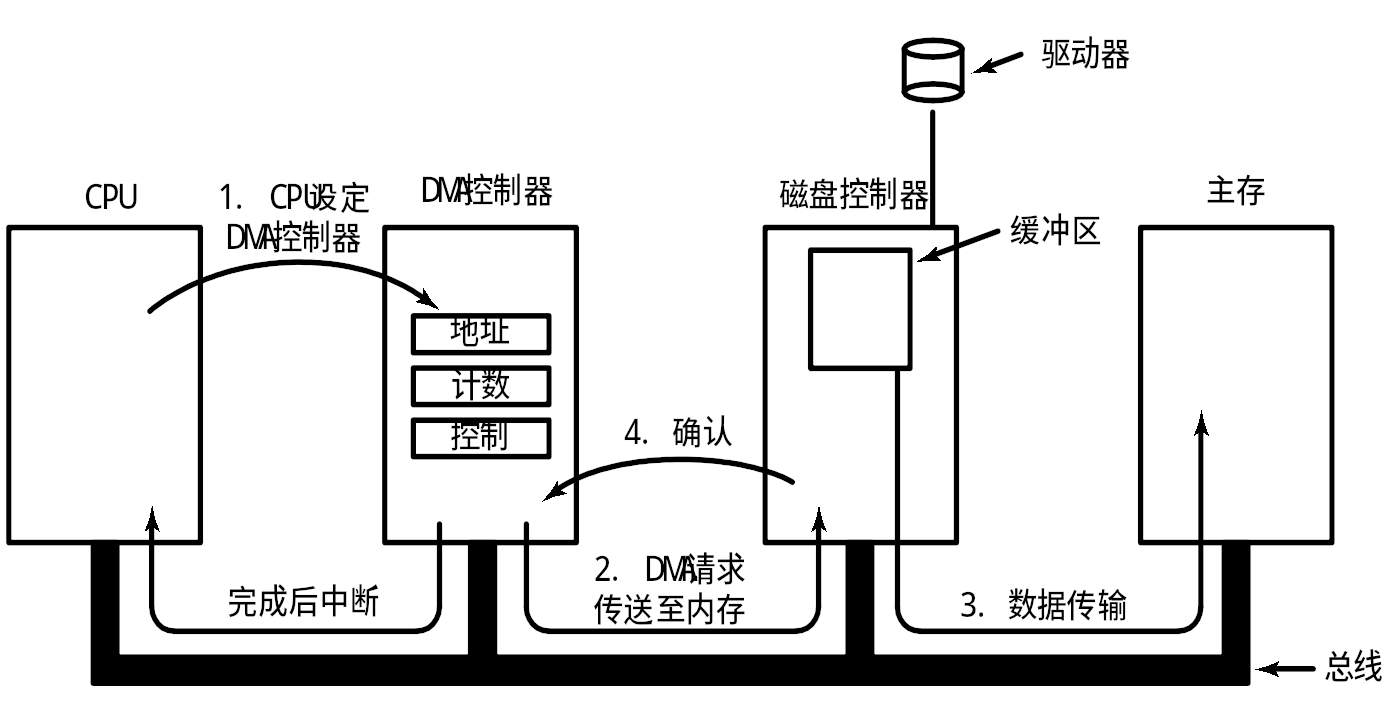 驱动器
CPU
1. CPU设定
DMA控制器
DMA控制器
磁盘控制器
主存
缓冲区
地址
计数
控制
4. 确认
完成后中断
2. DMA请求
传送至内存
3. 数据传输
总线